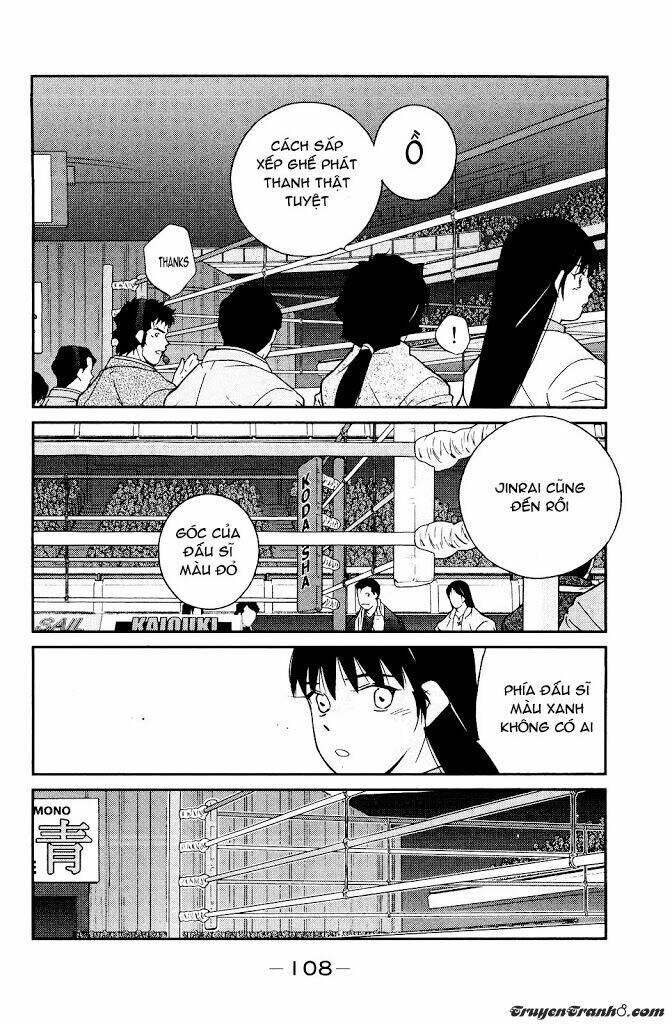 Ồ
CÁCH SẮP
XẾP GHẾ PHÁT
THANH THẬT
TUYỆT
THANKS
!
JINRAI CŨNG
ĐẾN RỒI
KODANSHA
GÓC CỦA
ĐẤU SĨ
MÀU ĐỎ
SAIL
KAIOUKI
PHÍA ĐẤU SĨ
MÀU XANH
KHÔNG CÓ AI
MONO
青
-108-
TruyenTranh8.com